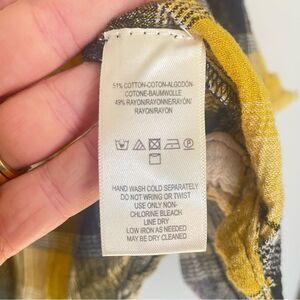 51% COTTON-COTON-ALGODÓN
COTONE-BAUMWOLLE
49% RAYON/RAYONNE/RAYÓN/
RAYON/RAYON
HAND WASH COLD SEPARATELY
DO NOT WRING OR TWIST
USE ONLY NON-
CHLORINE BLEACH
LINE DRY
LOW IRON AS NEEDED
MAY BE DRY CLEANED